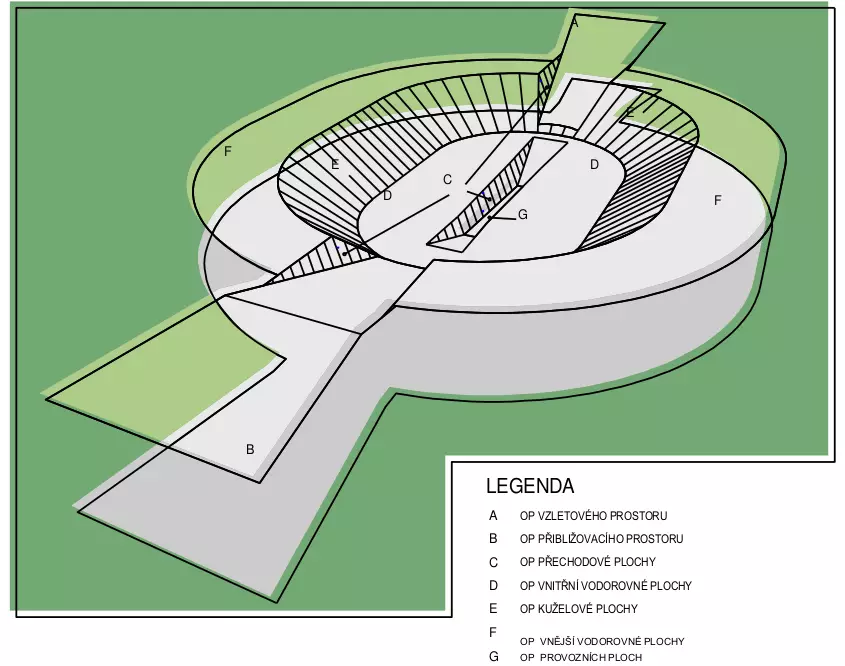 A
E
F
E
D
C
D
F
G
B
LEGENDA
A OP VZLETOVÉHO PROSTORU
B OP PŘIBLIŽOVACÍHO PROSTORU
C OP PŘECHODOVÉ PLOCHY
D OP VNITŘNÍ VODOROVNÉ PLOCHY
E OP KUŽELOVÉ PLOCHY
F OP VNĚJŠÍ VODOROVNÉ PLOCHY
G OP PROVOZNÍCH PLOCH